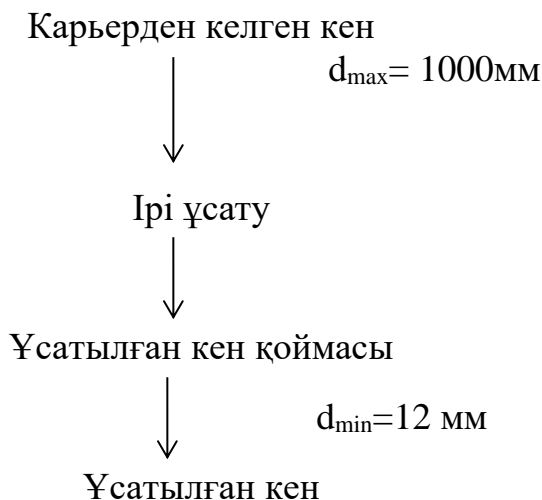 Карьерден келген кен
dmax= 1000мм
Ірі ұсату
Ұсатылған кен қоймасы
dmin=12 мм
Ұсатылған кен